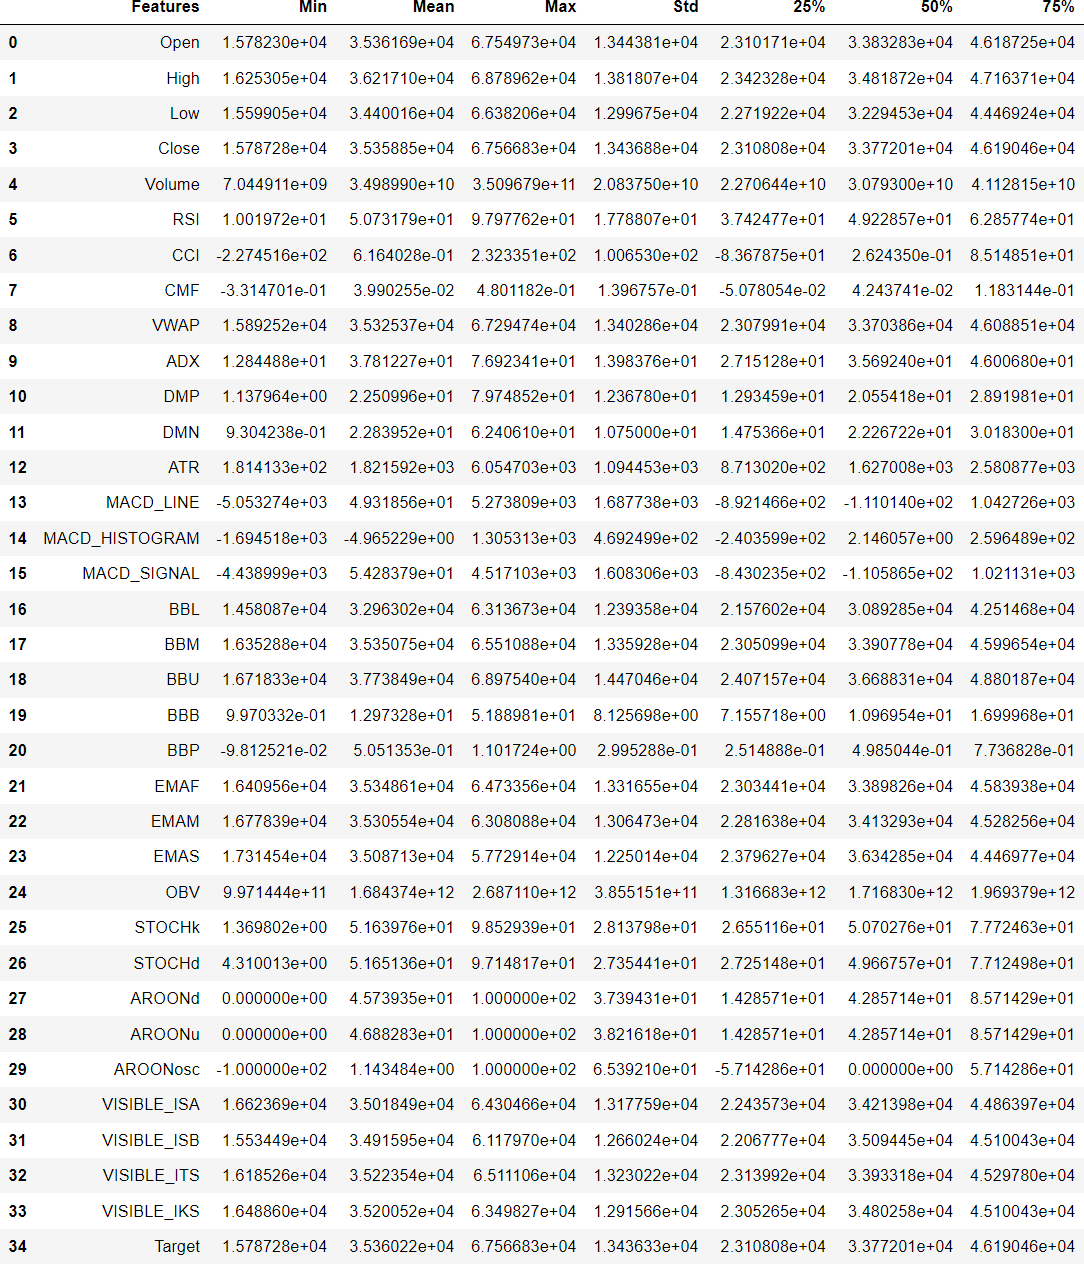 Features Min Mean Max Std 25% 50% 75%
0 Open 1.578230e+04 3.536169e+04 6.754973e+04 1.344381e+04 2.310171e+04 3.383283e+04 4.618725e+04
1 High 1.625305e+04 3.621710e+04 6.878962e+04 1.381807e+04 2.342328e+04 3.481872e+04 4.716371e+04
2 Low 1.559905e+04 3.440016e+04 6.638206e+04 1.299675e+04 2.271922e+04 3.229453e+04 4.446924e+04
3 Close 1.578728e+04 3.535885e+04 6.756683e+04 1.343688e+04 2.310808e+04 3.377201e+04 4.619046e+04
4 Volume 7.044911e+09 3.498990e+10 3.509679e+11 2.083750e+10 2.270644e+10 3.079300e+10 4.112815e+10
5 RSI 1.001972e+01 5.073179e+01 9.797762e+01 1.778807e+01 3.742477e+01 4.922857e+01 6.285774e+01
6 CCI -2.274516e+02 6.164028e-01 2.323351e+02 1.006530e+02 -8.367875e+01 2.624350e-01 8.514851e+01
7 CMF -3.314701e-01 3.990255e-02 4.801182e-01 1.396757e-01 -5.078054e-02 4.243741e-02 1.183144e-01
8 VWAP 1.589252e+04 3.532537e+04 6.729474e+04 1.340286e+04 2.307991e+04 3.370386e+04 4.608851e+04
9 ADX 1.284488e+01 3.781227e+01 7.692341e+01 1.398376e+01 2.715128e+01 3.569240e+01 4.600680e+01
10 DMP 1.137964e+00 2.250996e+01 7.974852e+01 1.236780e+01 1.293459e+01 2.055418e+01 2.891981e+01
11 DMN 9.304238e-01 2.283952e+01 6.240610e+01 1.075000e+01 1.475366e+01 2.226722e+01 3.018300e+01
12 ATR 1.814133e+02 1.821592e+03 6.054703e+03 1.094453e+03 8.713020e+02 1.627008e+03 2.580877e+03
13 MACD_LINE -5.053274e+03 4.931856e+01 5.273809e+03 1.687738e+03 -8.921466e+02 -1.110140e+02 1.042726e+03
14 MACD_HISTOGRAM -1.694518e+03 -4.965229e+00 1.305313e+03 4.692499e+02 -2.403599e+02 2.146057e+00 2.596489e+02
15 MACD_SIGNAL -4.438999e+03 5.428379e+01 4.517103e+03 1.608306e+03 -8.430235e+02 -1.105865e+02 1.021131e+03
16 BBL 1.458087e+04 3.296302e+04 6.313673e+04 1.239358e+04 2.157602e+04 3.089285e+04 4.251468e+04
17 BBM 1.635288e+04 3.535075e+04 6.551088e+04 1.335928e+04 2.305099e+04 3.390778e+04 4.599654e+04
18 BBU 1.671833e+04 3.773849e+04 6.897540e+04 1.447046e+04 2.407157e+04 3.668831e+04 4.880187e+04
19 BBB 9.970332e-01 1.297328e+01 5.188981e+01 8.125698e+00 7.155718e+00 1.096954e+01 1.699968e+01
20 BBP -9.812521e-02 5.051353e-01 1.101724e+00 2.995288e-01 2.514888e-01 4.985044e-01 7.736828e-01
21 EMAF 1.640956e+04 3.534861e+04 6.473356e+04 1.331655e+04 2.303441e+04 3.389826e+04 4.583938e+04
22 EMAM 1.677839e+04 3.530554e+04 6.308088e+04 1.306473e+04 2.281638e+04 3.413293e+04 4.528256e+04
23 EMAS 1.731454e+04 3.508713e+04 5.772914e+04 1.225014e+04 2.379627e+04 3.634285e+04 4.446977e+04
24 OBV 9.971444e+11 1.684374e+12 2.687110e+12 3.855151e+11 1.316683e+12 1.716830e+12 1.969379e+12
25 STOCHk 1.369802e+00 5.163976e+01 9.852939e+01 2.813798e+01 2.655116e+01 5.070276e+01 7.772463e+01
26 STOCHd 4.310013e+00 5.165136e+01 9.714817e+01 2.735441e+01 2.725148e+01 4.966757e+01 7.712498e+01
27 AROONd 0.000000e+00 4.573935e+01 1.000000e+02 3.739431e+01 1.428571e+01 4.285714e+01 8.571429e+01
28 AROONu 0.000000e+00 4.688283e+01 1.000000e+02 3.821618e+01 1.428571e+01 4.285714e+01 8.571429e+01
29 AROONosc -1.000000e+02 1.143484e+00 1.000000e+02 6.539210e+01 -5.714286e+01 0.000000e+00 5.714286e+01
30 VISIBLE_ISA 1.662369e+04 3.501849e+04 6.430466e+04 1.317759e+04 2.243573e+04 3.421398e+04 4.486397e+04
31 VISIBLE_ISB 1.553449e+04 3.491595e+04 6.117970e+04 1.266024e+04 2.206777e+04 3.509445e+04 4.510043e+04
32 VISIBLE_ITS 1.618526e+04 3.522354e+04 6.511106e+04 1.323022e+04 2.313992e+04 3.393318e+04 4.529780e+04
33 VISIBLE_IKS 1.648860e+04 3.520052e+04 6.349827e+04 1.291566e+04 2.305265e+04 3.480258e+04 4.510043e+04
34 Target 1.578728e+04 3.536022e+04 6.756683e+04 1.343633e+04 2.310808e+04 3.377201e+04 4.619046e+04